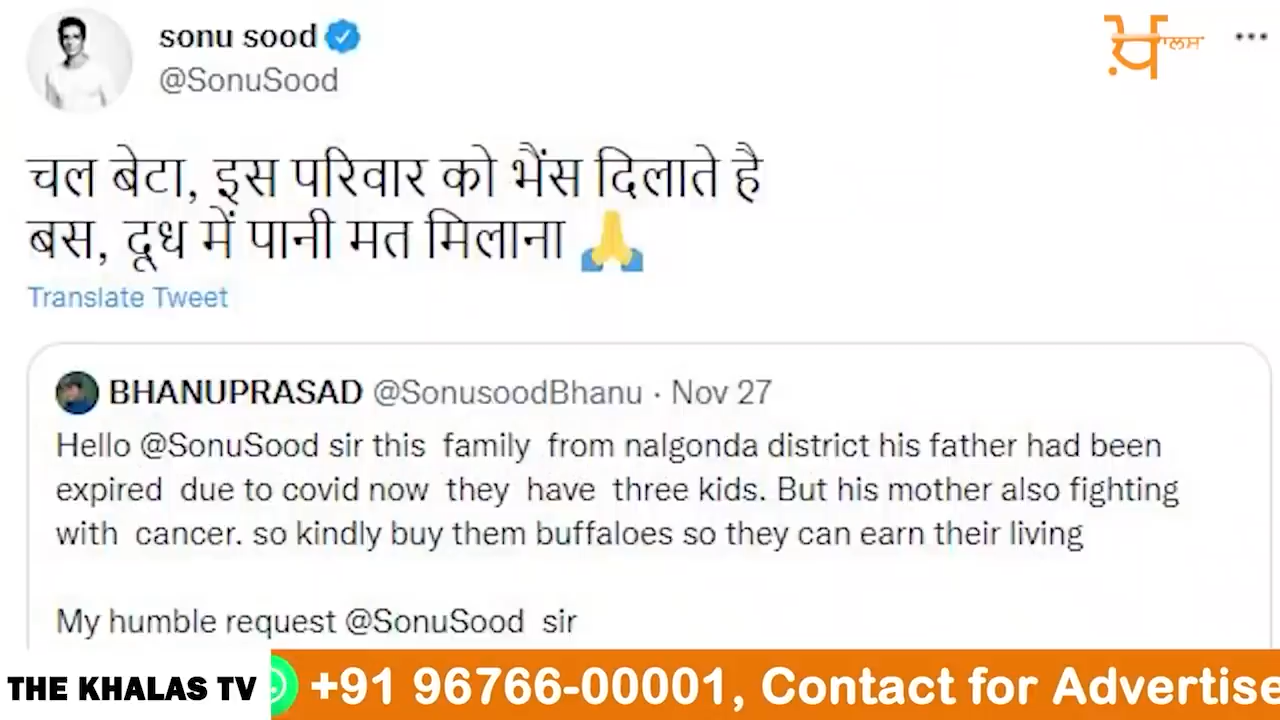 sonu sood
@SonuSood
ਖ਼ਾਲਸਾ
चल बेटा, इस परिवार को भैंस दिलाते है
बस, दूध में पानी मत मिलाना 🙏
Translate Tweet
BHANUPRASAD @SonusoodBhanu · Nov 27
Hello @SonuSood sir this family from nalgonda district his father had been
expired due to covid now they have three kids. But his mother also fighting
with cancer. so kindly buy them buffaloes so they can earn their living
My humble request @SonuSood sir
THE KHALAS TV
+91 96766-00001, Contact for Advertise